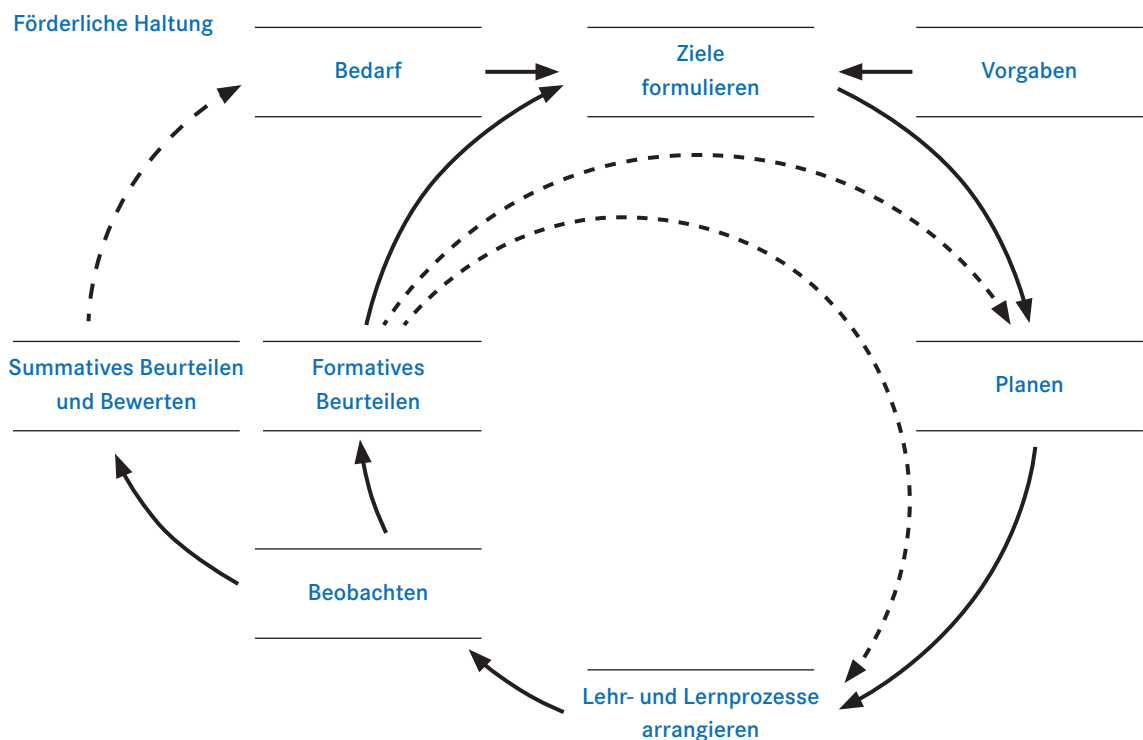 Förderliche Haltung
Bedarf
Ziele
formulieren
Vorgaben
Summatives Beurteilen
und Bewerten
Formatives
Beurteilen
Planen
Beobachten
Lehr- und Lernprozesse
arrangieren